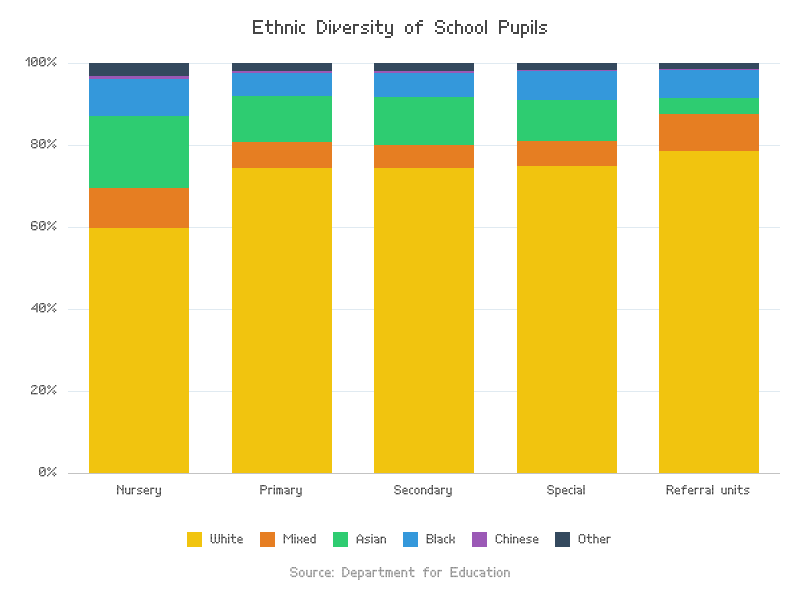 Ethnic Diversity of School Pupils
100%
80%
60%
40%
20%
0%
Nursery Primary Secondary Special Referral units
White Mixed Asian Black Chinese Other
Source: Department for Education